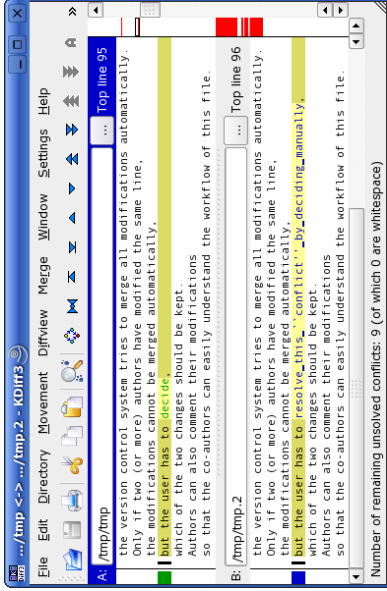 .../tmp <-> .../tmp.2 - KDiff3
File Edit Directory Movement Diffview Merge Window Settings Help
A: /tmp/tmp ... Top line 95
the version control system tries to merge all modifications automatically.
Only if two (or more) authors have modified the same line,
the modifications cannot be merged automatically,
but the user has to decide,
which of the two changes should be kept.
Authors can also comment their modifications
so that the co-authors can easily understand the workflow of this file.
B: /tmp/tmp.2 ... Top line 96
the version control system tries to merge all modifications automatically.
Only if two (or more) authors have modified the same line,
the modifications cannot be merged automatically,
but the user has to resolve_this_``conflict''_by_deciding_manually,
which of the two changes should be kept.
Authors can also comment their modifications
so that the co-authors can easily understand the workflow of this file.
Number of remaining unsolved conflicts: 9 (of which 0 are whitespace)